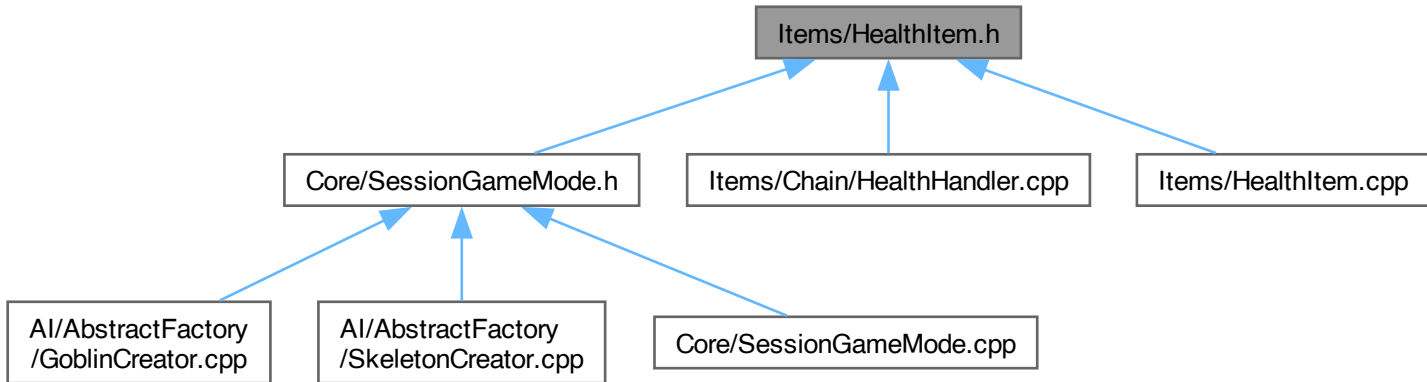 Items/HealthItem.h
Core/SessionGameMode.h
Items/Chain/HealthHandler.cpp
Items/HealthItem.cpp
AI/AbstractFactory
/GoblinCreator.cpp
AI/AbstractFactory
/SkeletonCreator.cpp
Core/SessionGameMode.cpp